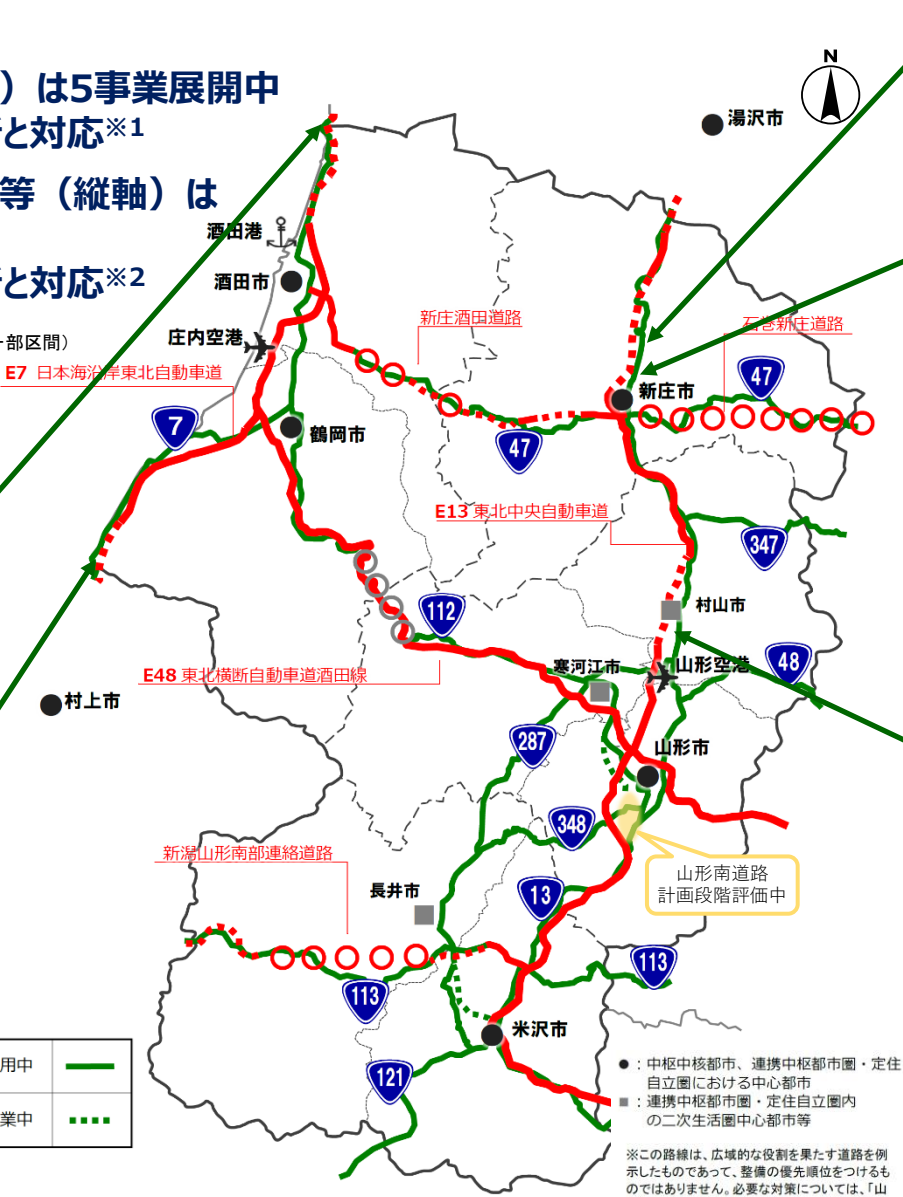 ）は5事業展開中
と対応※1
等（縦軸）は
と対応※2
部区間）
N
湯沢市
酒田港
酒田市
庄内空港
新庄酒田道路
石巻新庄道路
E7 日本海沿岸東北自動車道
7
47
新庄市
47
鶴岡市
E13 東北中央自動車道
347
112
村山市
E48 東北横断自動車道酒田線
寒河江市
山形空港
48
村上市
287
山形市
348
新潟山形南部連絡道路
山形南道路
計画段階評価中
長井市
13
113
113
米沢市
121
用中
業中
●：中枢中核都市、連携中枢都市圏・定住
自立圏における中心都市
■：連携中枢都市圏・定住自立圏内
の二次生活圏中心都市等
※この路線は、広域的な役割を果たす道路を例
示したものであって、整備の優先順位をつけるも
のではありません。必要な対策については、「山